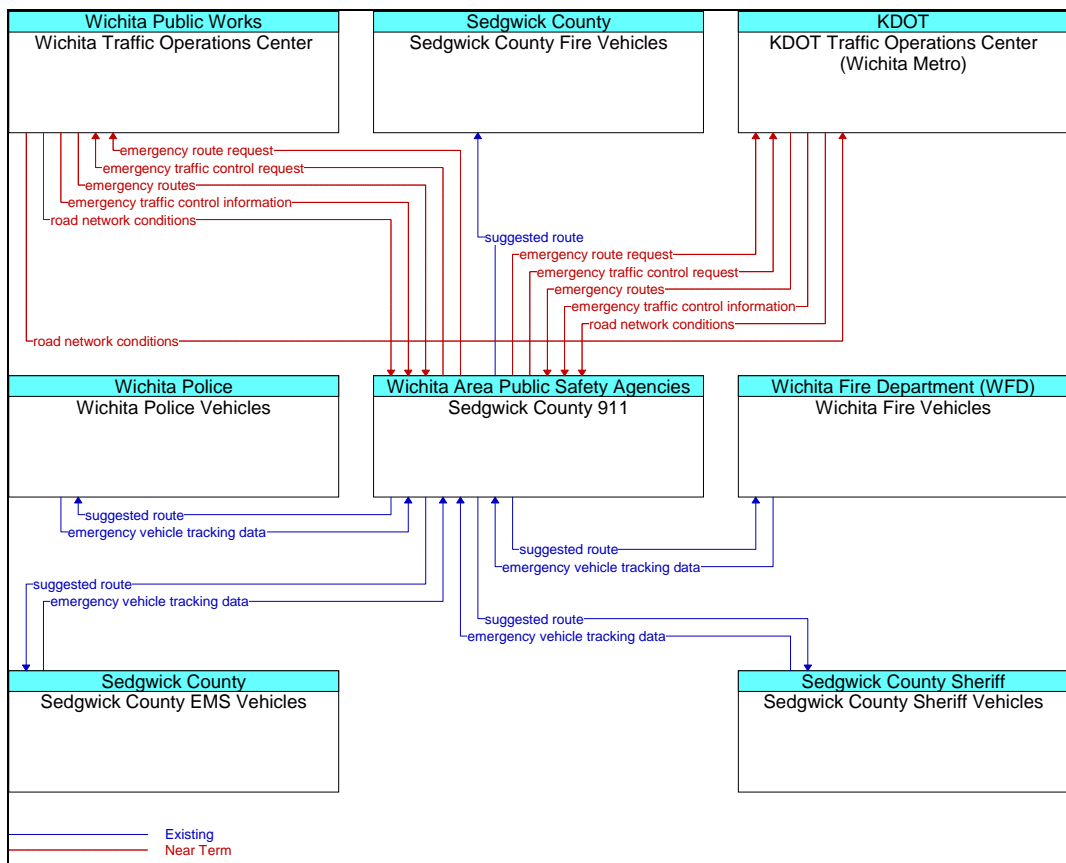 Wichita Public Works
Wichita Traffic Operations Center
Sedgwick County
Sedgwick County Fire Vehicles
KDOT
KDOT Traffic Operations Center
(Wichita Metro)
emergency route request
emergency traffic control request
emergency routes
emergency traffic control information
road network conditions
suggested route
emergency route request
emergency traffic control request
emergency routes
emergency traffic control information
road network conditions
road network conditions
Wichita Police
Wichita Police Vehicles
Wichita Area Public Safety Agencies
Sedgwick County 911
Wichita Fire Department (WFD)
Wichita Fire Vehicles
suggested route
emergency vehicle tracking data
suggested route
emergency vehicle tracking data
suggested route
emergency vehicle tracking data
suggested route
emergency vehicle tracking data
Sedgwick County
Sedgwick County EMS Vehicles
Sedgwick County Sheriff
Sedgwick County Sheriff Vehicles
Existing
Near Term